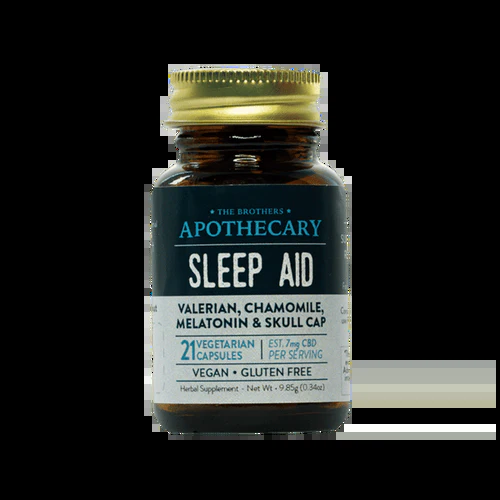 * THE BROTHERS *
APOTHECARY
SLEEP AID
VALERIAN, CHAMOMILE,
MELATONIN & SKULL CAP
21 VEGETARIAN CAPSULES
EST. 7mg CBD PER SERVING
VEGAN • GLUTEN FREE
Herbal Supplement - Net Wt - 9.85g (0.34oz)